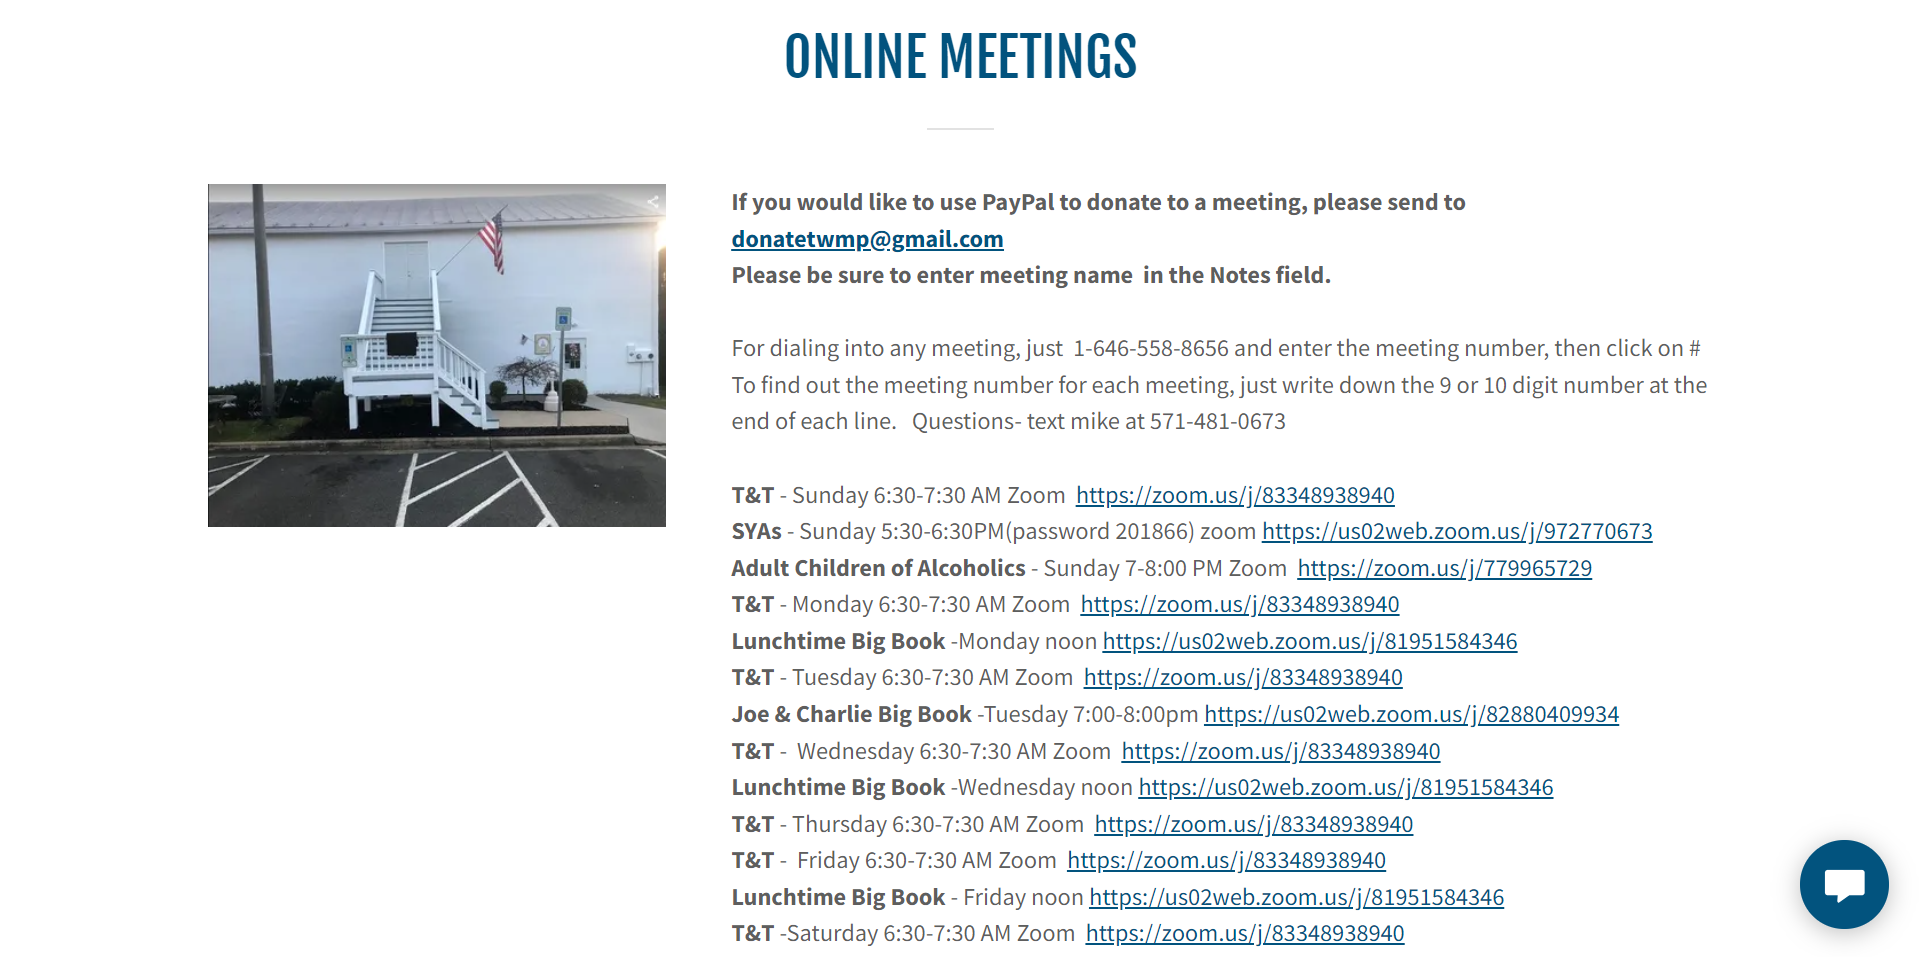 ONLINE MEETINGS
If you would like to use PayPal to donate to a meeting, please send to
donatetwmp@gmail.com
Please be sure to enter meeting name  in the Notes field.
For dialing into any meeting, just  1-646-558-8656 and enter the meeting number, then click on #
To find out the meeting number for each meeting, just write down the 9 or 10 digit number at the
end of each line.   Questions- text mike at 571-481-0673
T&T - Sunday 6:30-7:30 AM Zoom  https://zoom.us/j/83348938940
SYAs - Sunday 5:30-6:30PM(password 201866) zoom https://us02web.zoom.us/j/972770673
Adult Children of Alcoholics - Sunday 7-8:00 PM Zoom  https://zoom.us/j/779965729
T&T - Monday 6:30-7:30 AM Zoom  https://zoom.us/j/83348938940
Lunchtime Big Book -Monday noon https://us02web.zoom.us/j/81951584346
T&T - Tuesday 6:30-7:30 AM Zoom  https://zoom.us/j/83348938940
Joe & Charlie Big Book -Tuesday 7:00-8:00pm https://us02web.zoom.us/j/82880409934
T&T -  Wednesday 6:30-7:30 AM Zoom  https://zoom.us/j/83348938940
Lunchtime Big Book -Wednesday noon https://us02web.zoom.us/j/81951584346
T&T - Thursday 6:30-7:30 AM Zoom  https://zoom.us/j/83348938940
T&T -  Friday 6:30-7:30 AM Zoom  https://zoom.us/j/83348938940
Lunchtime Big Book - Friday noon https://us02web.zoom.us/j/81951584346
T&T -Saturday 6:30-7:30 AM Zoom  https://zoom.us/j/83348938940